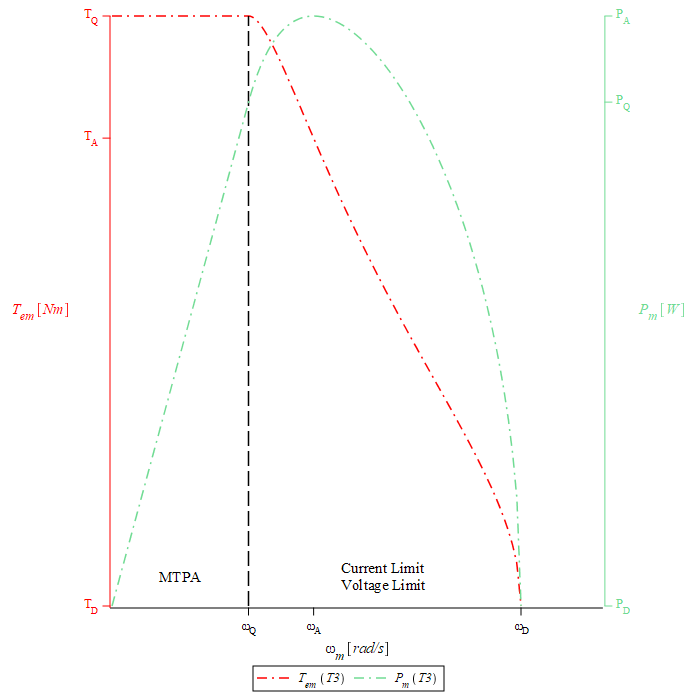 T_Q
P_A
P_Q
T_A
T_em [Nm]
P_m [W]
MTPA
Current Limit
Voltage Limit
T_D
P_D
ω_Q ω_A ω_D
ω_m [rad/s]
T_em (T3) P_m (T3)